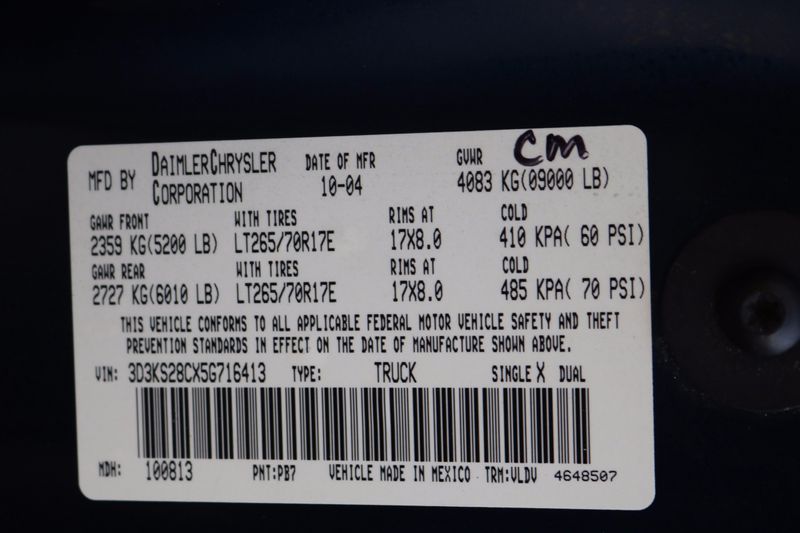 CM
MFD BY DAIMLERCHRYSLER CORPORATION DATE OF MFR 10-04 GVWR 4083 KG(09000 LB)
GAWR FRONT WITH TIRES RIMS AT COLD
2359 KG(5200 LB) LT265/70R17E 17X8.0 410 KPA( 60 PSI)
GAWR REAR WITH TIRES RIMS AT COLD
2727 KG(6010 LB) LT265/70R17E 17X8.0 485 KPA( 70 PSI)
THIS VEHICLE CONFORMS TO ALL APPLICABLE FEDERAL MOTOR VEHICLE SAFETY AND THEFT
PREVENTION STANDARDS IN EFFECT ON THE DATE OF MANUFACTURE SHOWN ABOVE.
VIN: 3D3KS28CX5G716413 TYPE: TRUCK SINGLE X DUAL
MDH: 100813 PNT:PB7 VEHICLE MADE IN MEXICO TRM:VLDV 4648507